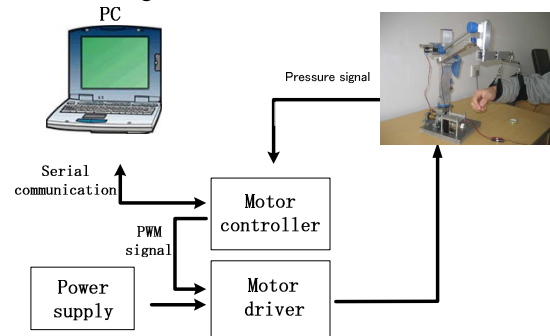 PC
Pressure signal
Serial
communication
Motor
controller
PWM
signal
Power
supply
Motor
driver